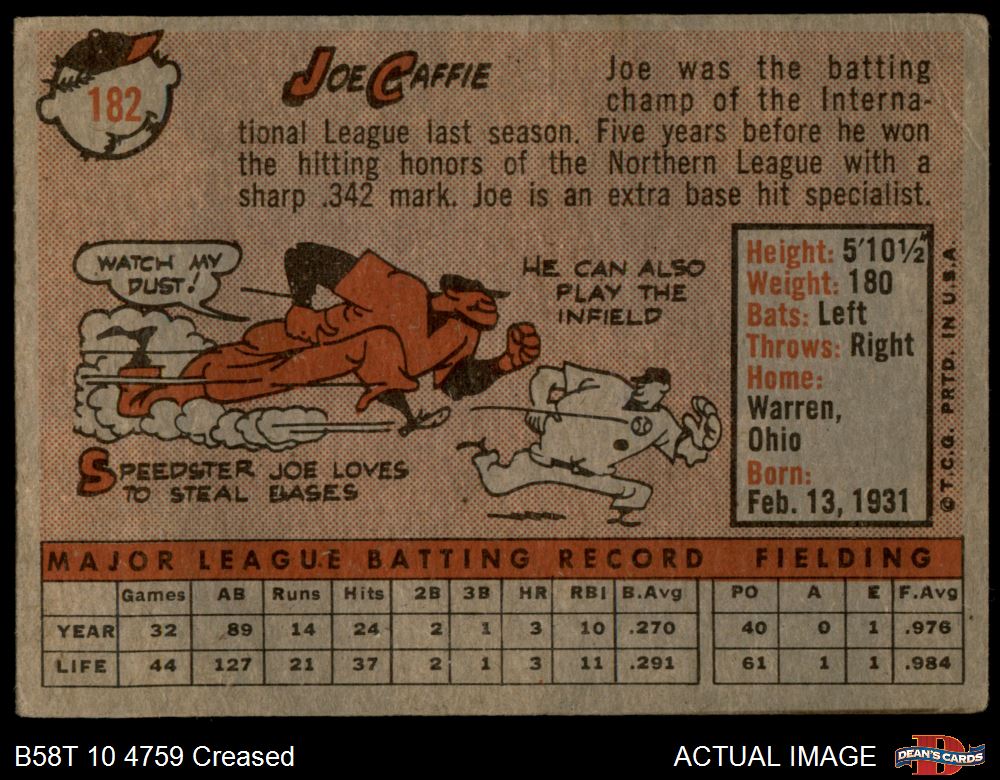 182
JOE CAFFIE
Joe was the batting
champ of the Interna-
tional League last season. Five years before he won
the hitting honors of the Northern League with a
sharp .342 mark. Joe is an extra base hit specialist.
WATCH MY
DUST!
HE CAN ALSO
PLAY THE
INFIELD
SPEEDSTER JOE LOVES
TO STEAL BASES
Height: 5'10½"
Weight: 180
Bats: Left
Throws: Right
Home:
Warren,
Ohio
Born:
Feb. 13, 1931
© T.C.G. PRTD. IN U.S.A.
MAJOR LEAGUE BATTING RECORD FIELDING
Games AB Runs Hits 2B 3B HR RBI B.Avg PO A E F.Avg
YEAR 32 89 14 24 2 1 3 10 .270 40 0 1 .976
LIFE 44 127 21 37 2 1 3 11 .291 61 1 1 .984
B58T 10 4759 Creased
ACTUAL IMAGE
D
DEAN'S CARDS